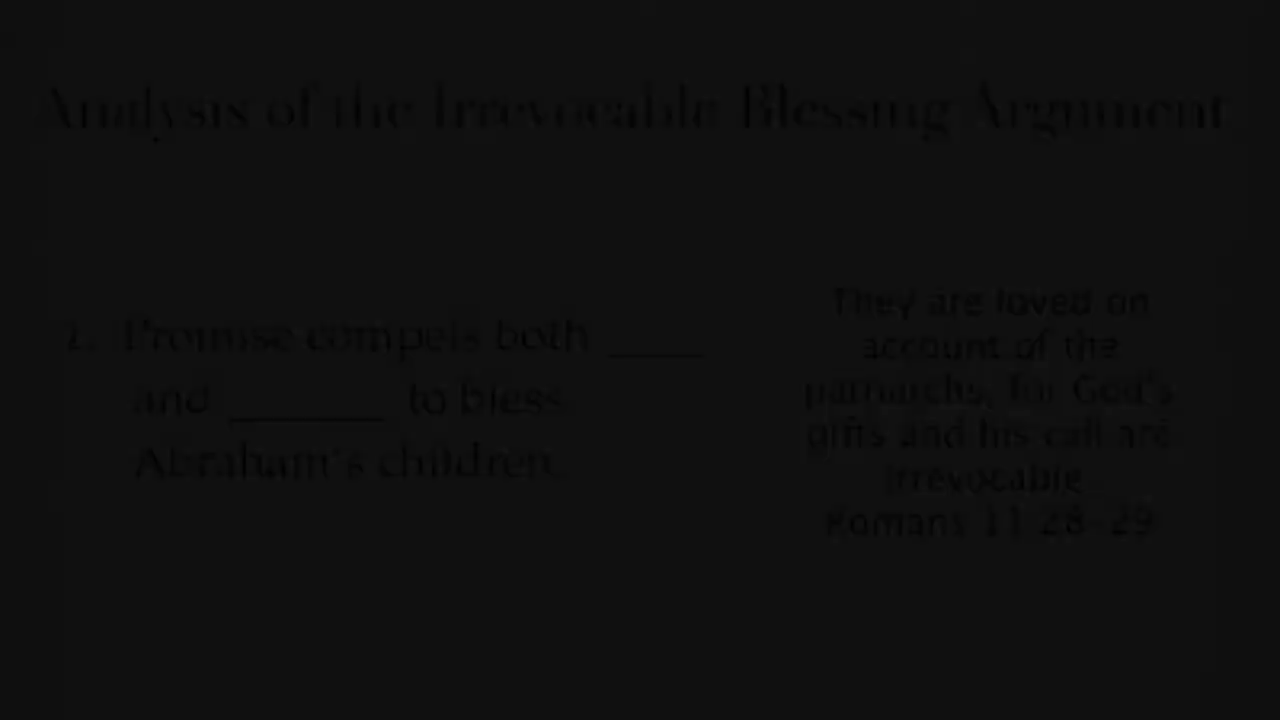 Analysis of the Irrevocable Blessing Argument
1. Promise compels both ____
and ______ to bless
Abraham's children.
They are loved on
account of the
patriarchs, for God's
gifts and his call are
irrevocable.
Romans 11:28-29